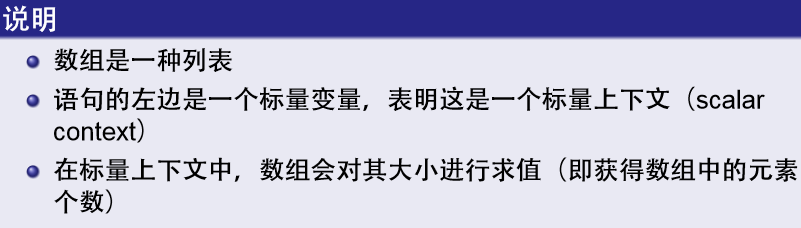 说明
数组是一种列表
语句的左边是一个标量变量，表明这是一个标量上下文（scalar
context）
在标量上下文中，数组会对其大小进行求值（即获得数组中的元素
个数）